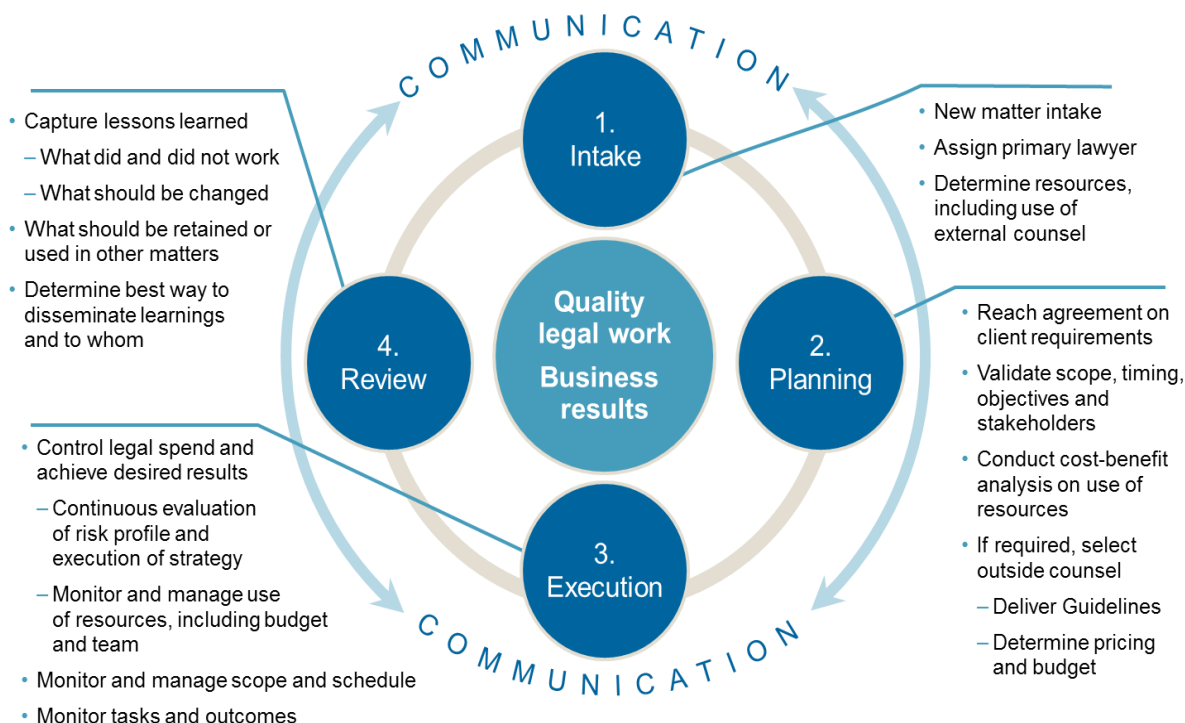 COMMUNICATION
1.
Intake
• New matter intake
• Assign primary lawyer
• Determine resources,
including use of
external counsel
2.
Planning
• Reach agreement on
client requirements
• Validate scope, timing,
objectives and
stakeholders
• Conduct cost-benefit
analysis on use of
resources
• If required, select
outside counsel
– Deliver Guidelines
– Determine pricing
and budget
3.
Execution
• Control legal spend and
achieve desired results
– Continuous evaluation
of risk profile and
execution of strategy
– Monitor and manage use
of resources, including budget
and team
• Monitor and manage scope and schedule
• Monitor tasks and outcomes
4.
Review
• Capture lessons learned
– What did and did not work
– What should be changed
• What should be retained or
used in other matters
• Determine best way to
disseminate learnings
and to whom
Quality
legal work
Business
results
COMMUNICATION